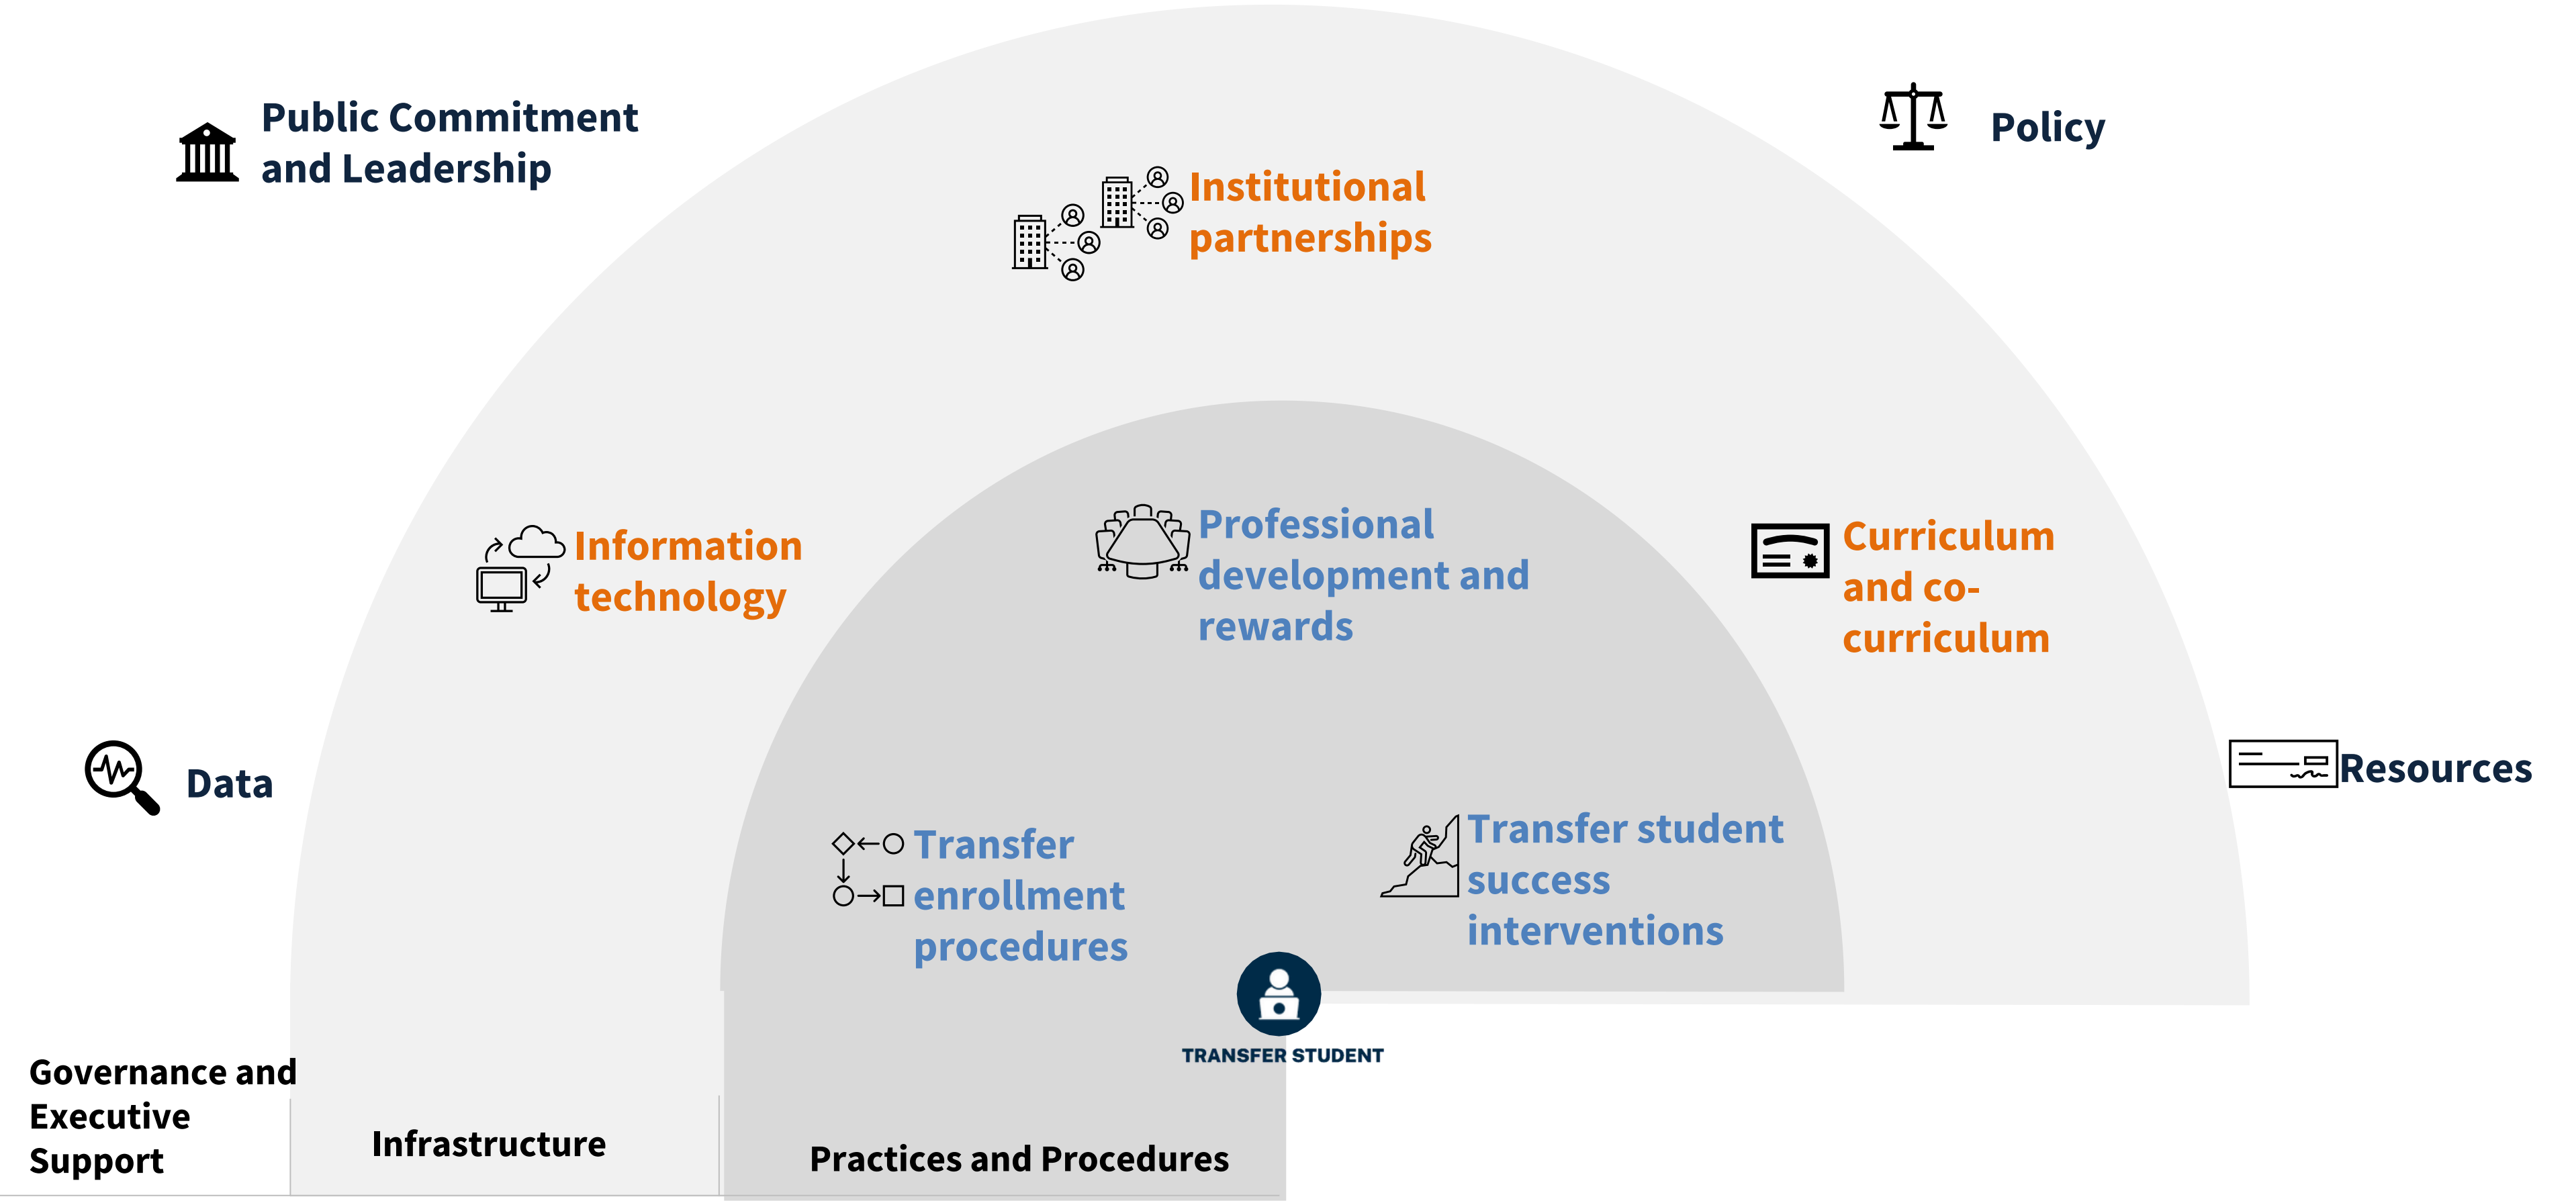 Public Commitment
and Leadership
Policy
Institutional
partnerships
Information
technology
Professional
development and
rewards
Curriculum
and co-
curriculum
Data
Resources
Transfer
enrollment
procedures
Transfer student
success
interventions
TRANSFER STUDENT
Governance and
Executive
Support
Infrastructure
Practices and Procedures